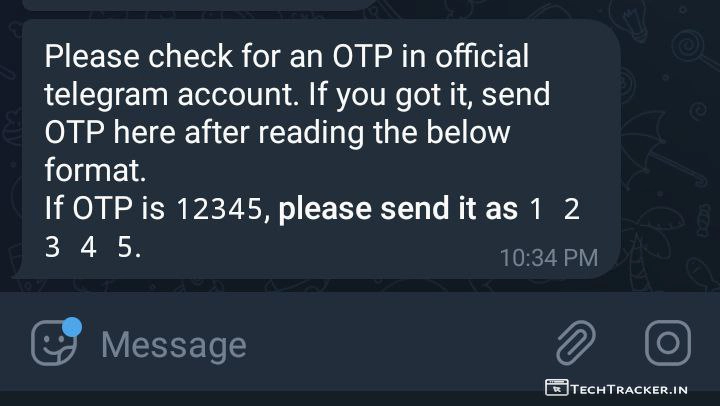 Please check for an OTP in official
telegram account. If you got it, send
OTP here after reading the below
format.
If OTP is 12345, please send it as 1 2
3 4 5.
10:34 PM
Message
TECHTRACKER.IN